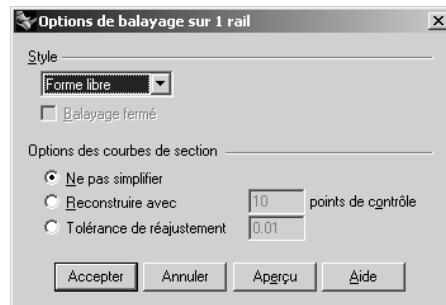 Options de balayage sur 1 rail
Style
Forme libre
Balayage fermé
Options des courbes de section
Ne pas simplifier
Reconstruire avec 10 points de contrôle
Tolérance de réajustement 0.01
Accepter Annuler Aperçu Aide